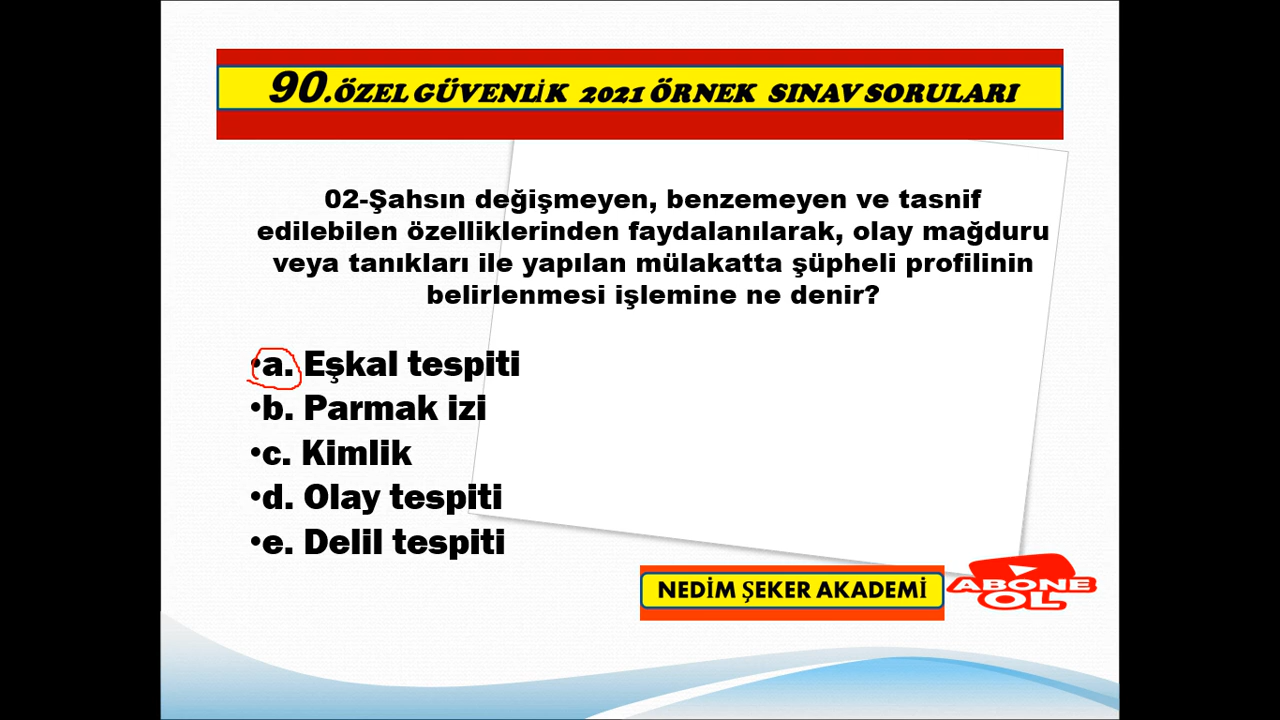 90.ÖZEL GÜVENLİK 2021 ÖRNEK SINAV SORULARI
02-Şahsın değişmeyen, benzemeyen ve tasnif
edilebilen özelliklerinden faydalanılarak, olay mağduru
veya tanıkları ile yapılan mülakatta şüpheli profilinin
belirlenmesi işlemine ne denir?
•a. Eşkal tespiti
•b. Parmak izi
•c. Kimlik
•d. Olay tespiti
•e. Delil tespiti
NEDİM ŞEKER AKADEMİ
ABONE
OL